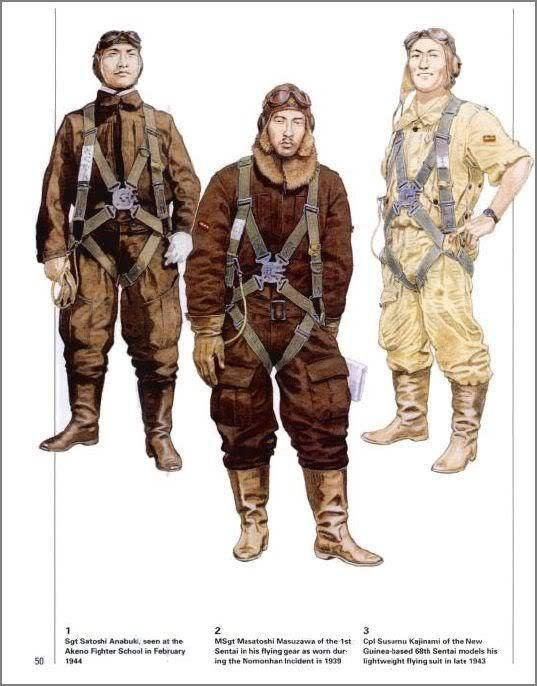 1
Sgt Satoshi Anabuki, seen at the
Akeno Fighter School in February
1944
2
MSgt Masatoshi Masuzawa of the 1st
Sentai in his flying gear as worn dur-
ing the Nomonhan Incident is 1939
3
Cpl Susumu Kajinami of the New
Guinea-based 68th Sentai models his
lightweight flying suit in late 1943
50